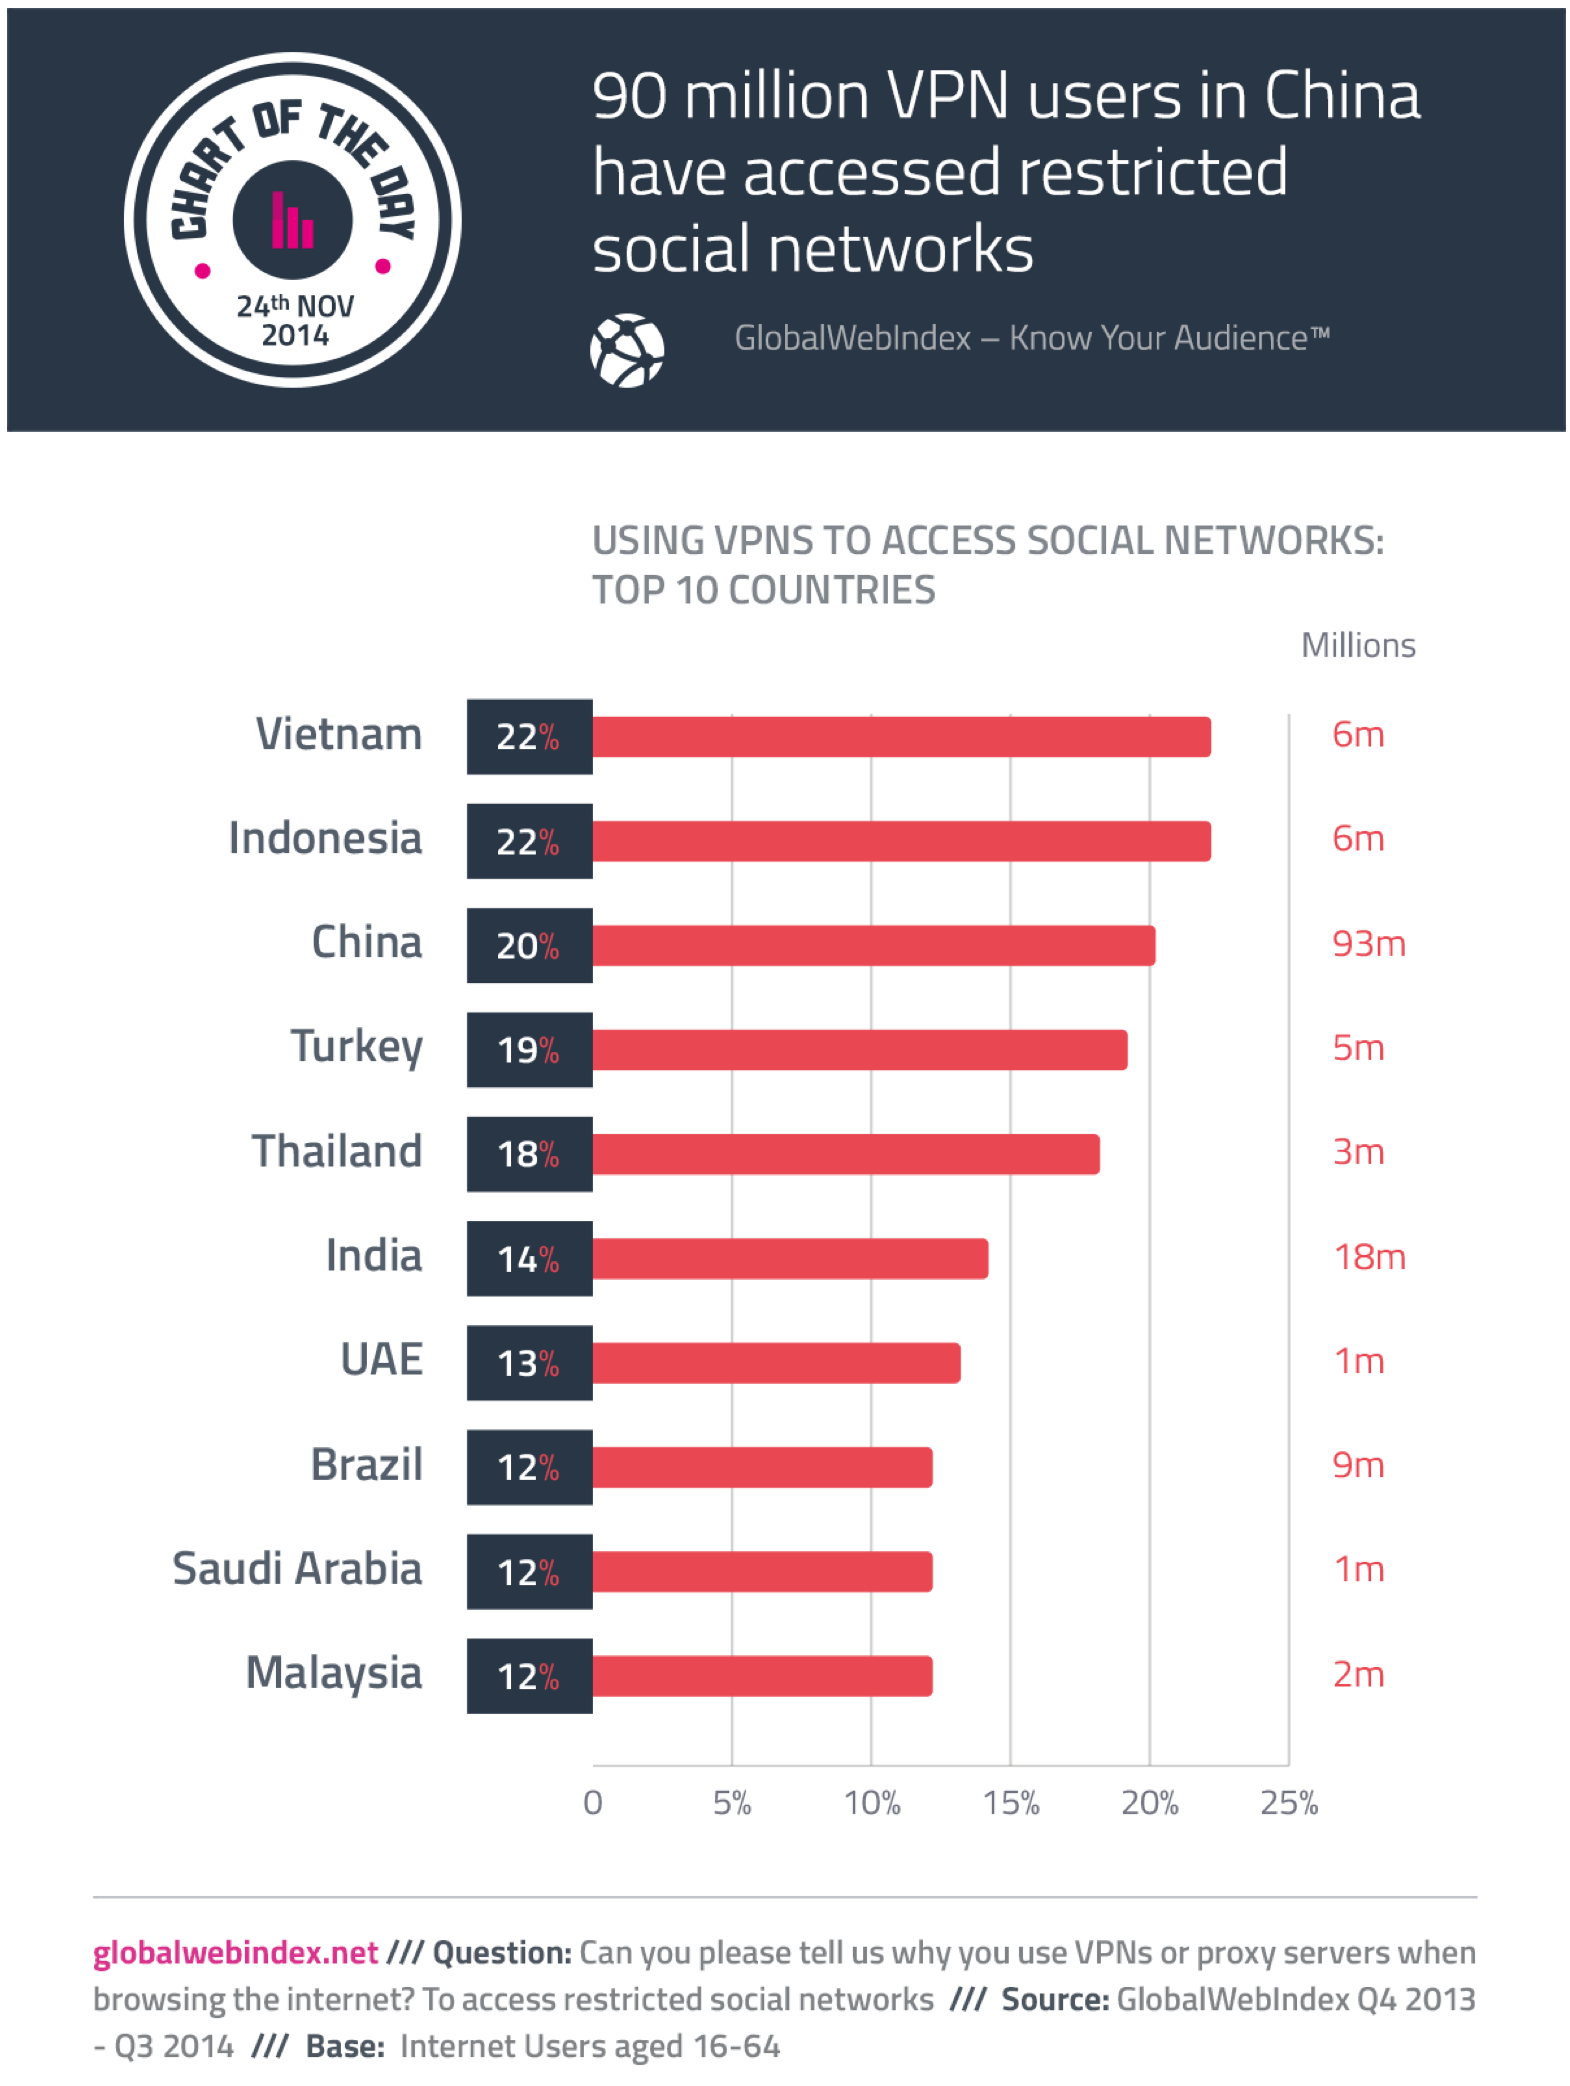 CHART OF THE DAY
24th NOV
2014
90 million VPN users in China
have accessed restricted
social networks
GlobalWebIndex – Know Your Audience™
USING VPNS TO ACCESS SOCIAL NETWORKS:
TOP 10 COUNTRIES
Millions
Vietnam 22% 6m
Indonesia 22% 6m
China 20% 93m
Turkey 19% 5m
Thailand 18% 3m
India 14% 18m
UAE 13% 1m
Brazil 12% 9m
Saudi Arabia 12% 1m
Malaysia 12% 2m
0 5% 10% 15% 20% 25%
globalwebindex.net /// Question: Can you please tell us why you use VPNs or proxy servers when
browsing the internet? To access restricted social networks /// Source: GlobalWebIndex Q4 2013
- Q3 2014 /// Base: Internet Users aged 16-64